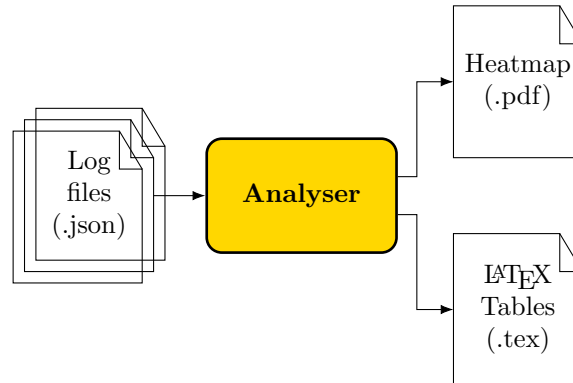 Log
files
(.json)
Analyser
Heatmap
(.pdf)
LATEX
Tables
(.tex)